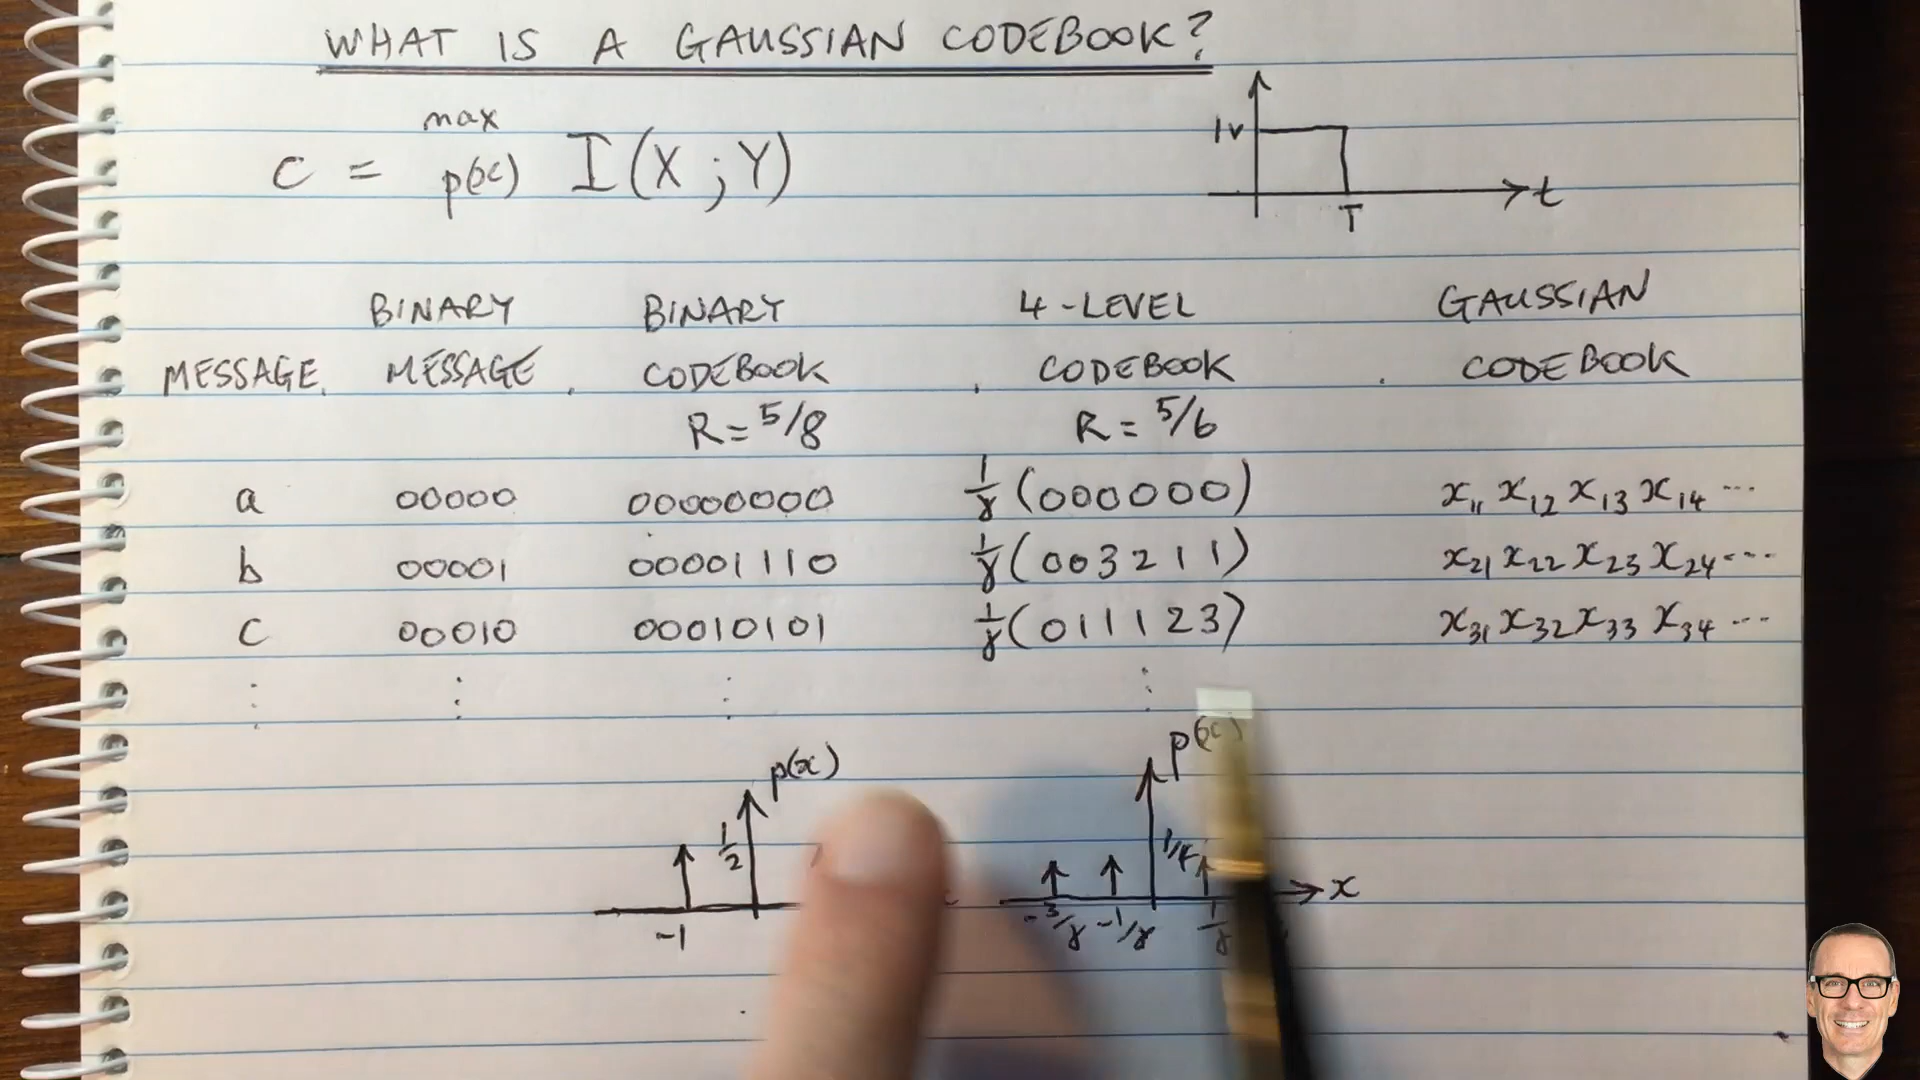 WHAT IS A GAUSSIAN CODEBOOK?
max
C = p(x) I(X;Y)
1v
T
t
BINARY BINARY 4-LEVEL GAUSSIAN
MESSAGE MESSAGE CODEBOOK CODEBOOK CODEBOOK
R = 5/8 R = 5/6
a 00000 00000000 1/γ (000000) x11 x12 x13 x14 ...
b 00001 00001110 1/γ (003211) x21 x22 x23 x24 ...
c 00010 00010101 1/γ (011123) x31 x32 x33 x34 ...
⋮ ⋮ ⋮ ⋮
p(x) p(x)
1/2 1/4
x
-1 -3/γ -1/γ 1/γ